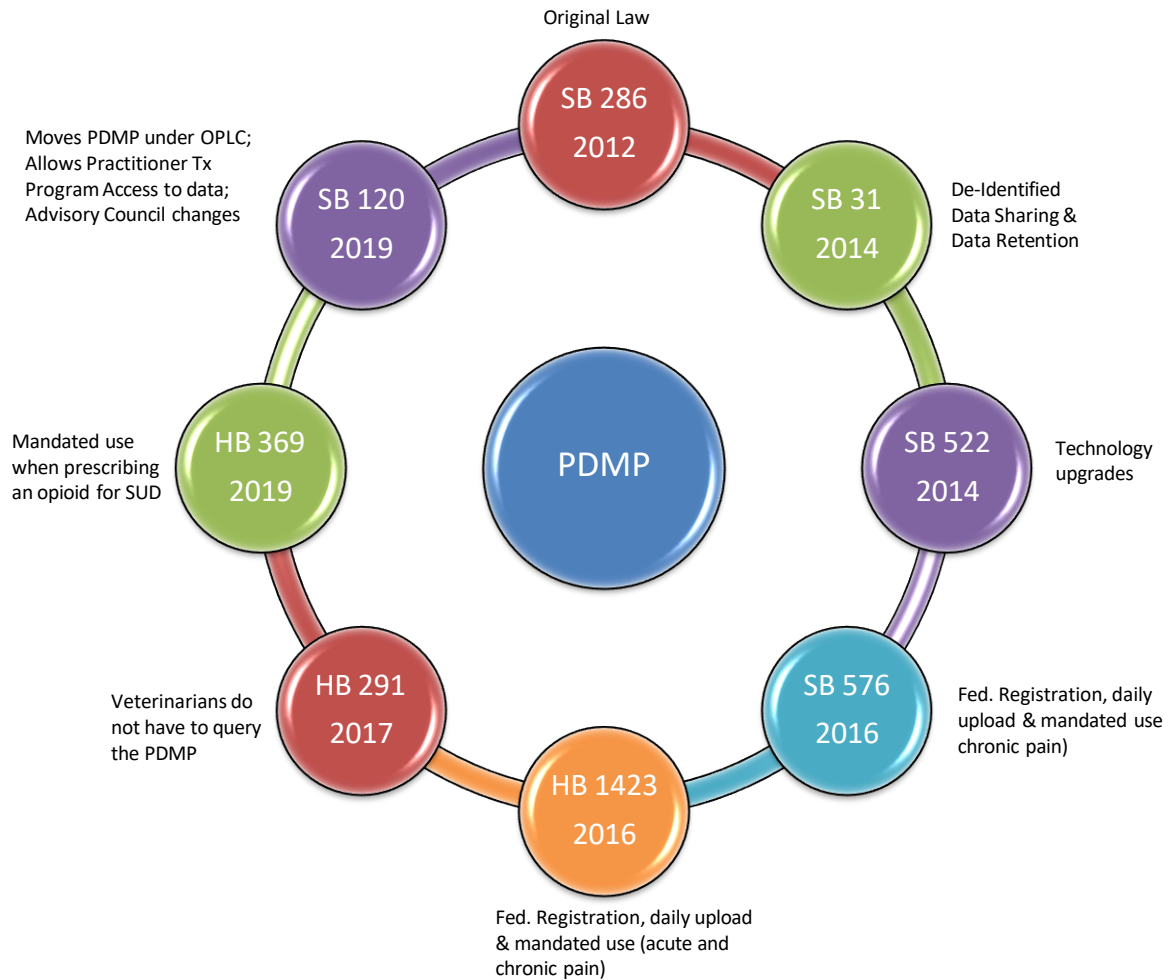 Original Law
SB 286
2012
De-Identified
Data Sharing &
Data Retention
SB 31
2014
Technology
upgrades
SB 522
2014
Fed. Registration, daily
upload & mandated use
chronic pain)
SB 576
2016
HB 1423
2016
Fed. Registration, daily upload
& mandated use (acute and
chronic pain)
HB 291
2017
Veterinarians do
not have to query
the PDMP
HB 369
2019
Mandated use
when prescribing
an opioid for SUD
SB 120
2019
Moves PDMP under OPLC;
Allows Practitioner Tx
Program Access to data;
Advisory Council changes
PDMP